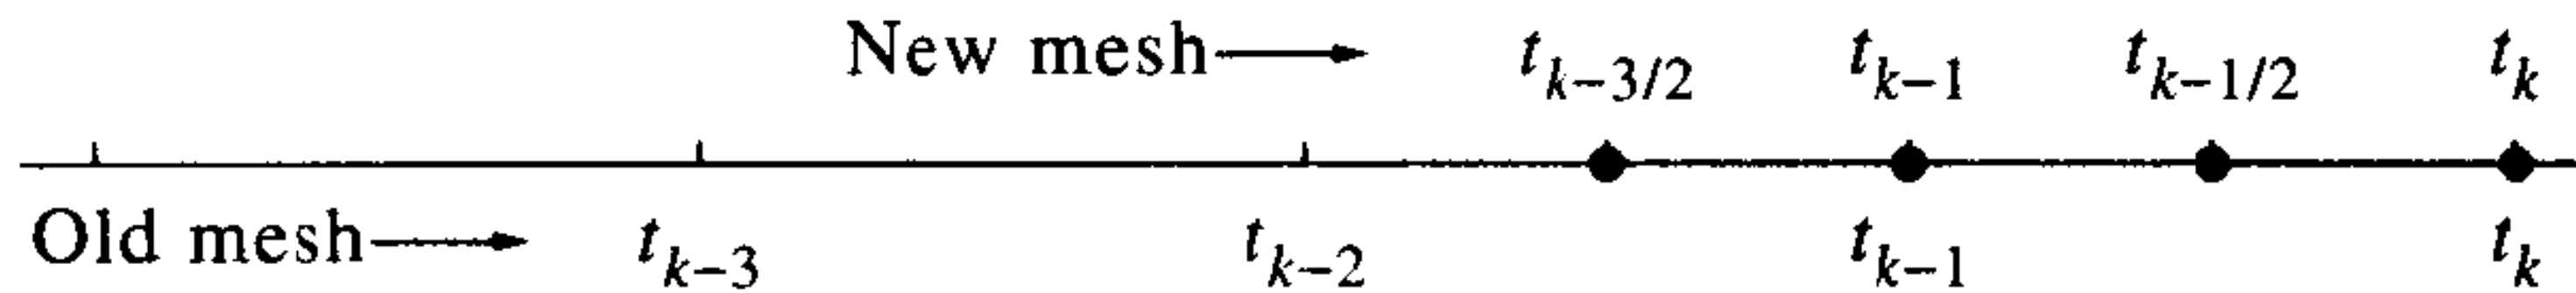 New mesh→ t_{k-3/2} t_{k-1} t_{k-1/2} t_k
Old mesh→ t_{k-3} t_{k-2} t_{k-1} t_k